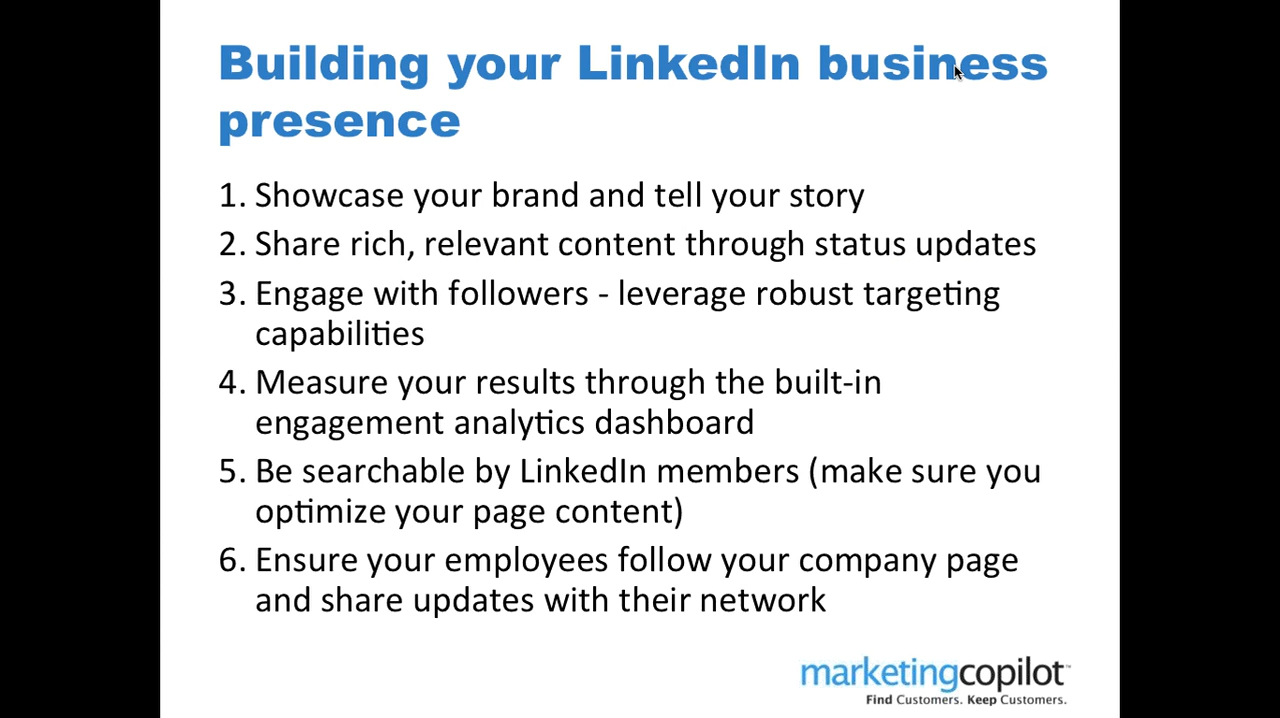 Building your LinkedIn business
presence
1. Showcase your brand and tell your story
2. Share rich, relevant content through status updates
3. Engage with followers - leverage robust targeting
capabilities
4. Measure your results through the built-in
engagement analytics dashboard
5. Be searchable by LinkedIn members (make sure you
optimize your page content)
6. Ensure your employees follow your company page
and share updates with their network
marketingcopilot™
Find Customers. Keep Customers.